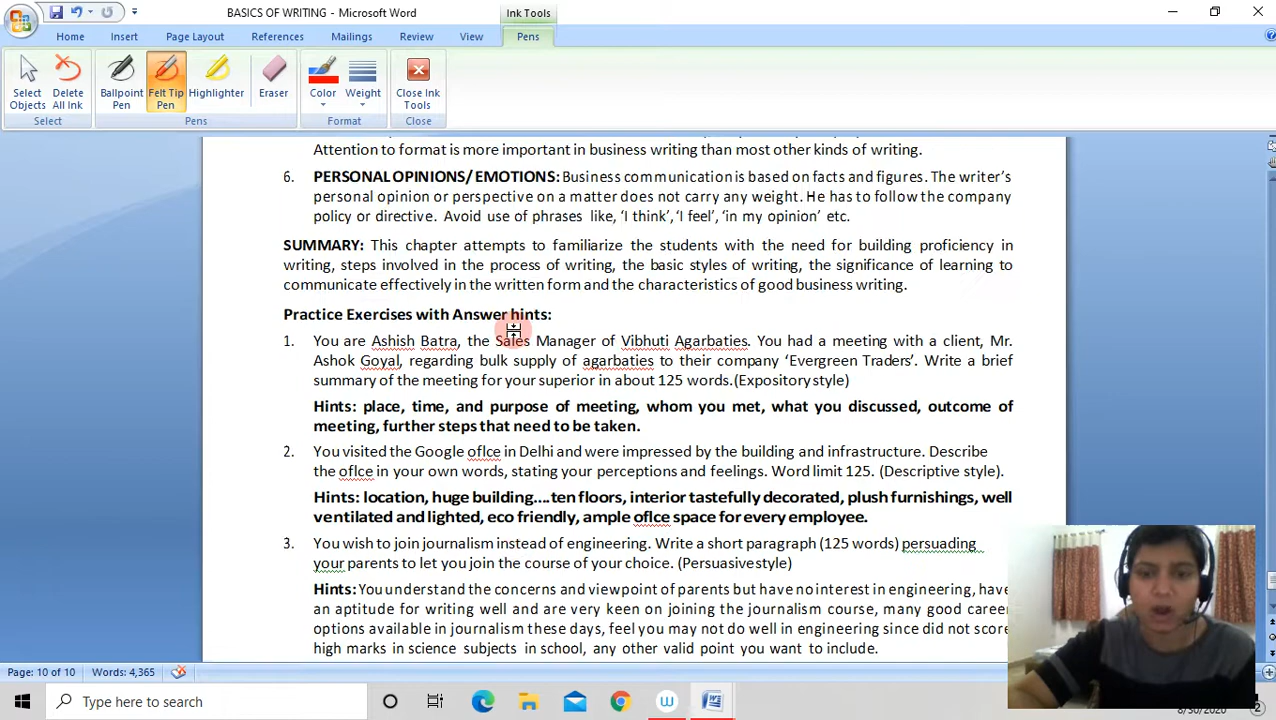 BASICS OF WRITING - Microsoft Word
Ink Tools
Home Insert Page Layout References Mailings Review View Pens
Select Objects
Delete All Ink
Ballpoint Pen
Felt Tip Pen
Highlighter
Eraser
Color
Weight
Close Ink Tools
Select Pens Format Close
Attention to format is more important in business writing than most other kinds of writing.
6. PERSONAL OPINIONS/ EMOTIONS: Business communication is based on facts and figures. The writer's
personal opinion or perspective on a matter does not carry any weight. He has to follow the company
policy or directive. Avoid use of phrases like, ‘I think’, ‘I feel’, ‘in my opinion’ etc.
SUMMARY: This chapter attempts to familiarize the students with the need for building proficiency in
writing, steps involved in the process of writing, the basic styles of writing, the significance of learning to
communicate effectively in the written form and the characteristics of good business writing.
Practice Exercises with Answer hints:
1. You are Ashish Batra, the Sales Manager of Vibhuti Agarbaties. You had a meeting with a client, Mr.
Ashok Goyal, regarding bulk supply of agarbaties to their company ‘Evergreen Traders’. Write a brief
summary of the meeting for your superior in about 125 words.(Expository style)
Hints: place, time, and purpose of meeting, whom you met, what you discussed, outcome of
meeting, further steps that need to be taken.
2. You visited the Google ofIce in Delhi and were impressed by the building and infrastructure. Describe
the ofIce in your own words, stating your perceptions and feelings. Word limit 125. (Descriptive style).
Hints: location, huge building....ten floors, interior tastefully decorated, plush furnishings, well
ventilated and lighted, eco friendly, ample ofIce space for every employee.
3. You wish to join journalism instead of engineering. Write a short paragraph (125 words) persuading
your parents to let you join the course of your choice. (Persuasive style)
Hints: You understand the concerns and viewpoint of parents but have no interest in engineering, have
an aptitude for writing well and are very keen on joining the journalism course, many good career
options available in journalism these days, feel you may not do well in engineering since did not score
high marks in science subjects in school, any other valid point you want to include.
Page: 10 of 10 Words: 4,365
Type here to search
8/30/2020